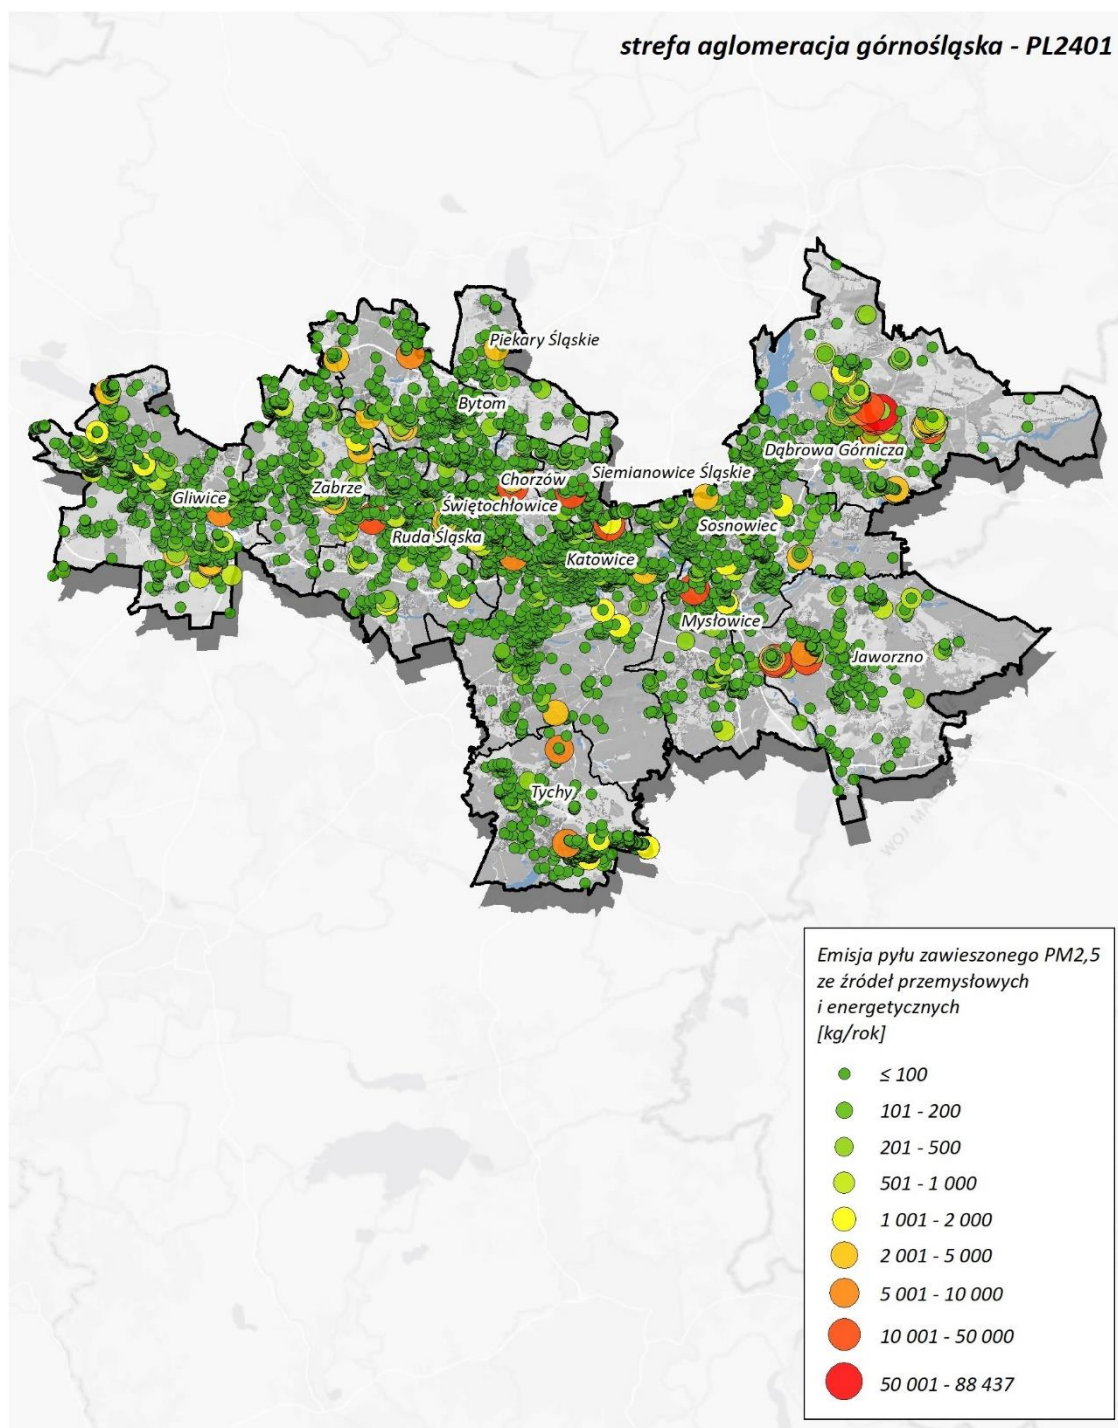 strefa aglomeracja górnośląska - PL2401
Piekary Śląskie
Bytom
Dąbrowa Górnicza
Siemianowice Śląskie
Chorzów
Zabrze
Gliwice
Świętochłowice
Sosnowiec
Ruda Śląska
Katowice
Mysłowice
Jaworzno
Tychy
Emisja pyłu zawieszonego PM2,5
ze źródeł przemysłowych
i energetycznych
[kg/rok]
≤ 100
101 - 200
201 - 500
501 - 1 000
1 001 - 2 000
2 001 - 5 000
5 001 - 10 000
10 001 - 50 000
50 001 - 88 437